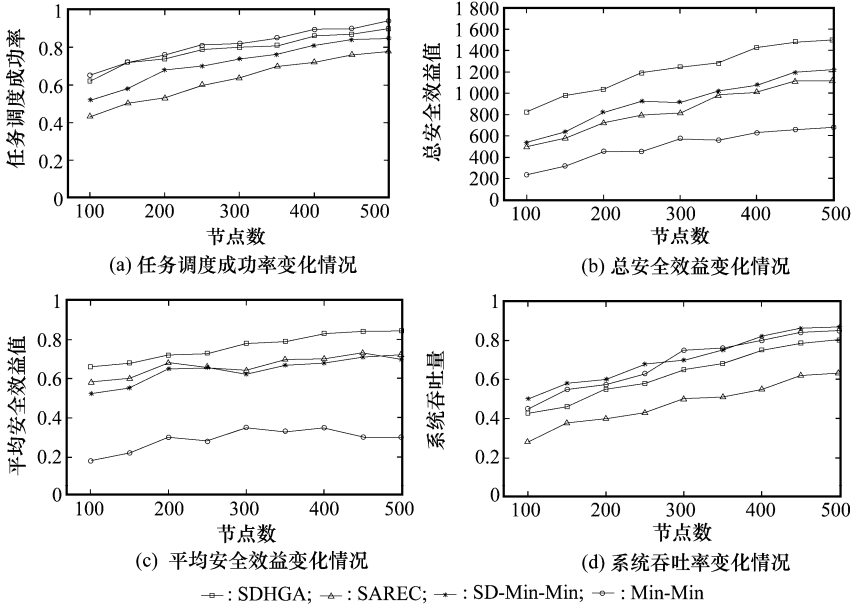 任务调度成功率
1
0.8
0.6
0.4
0.2
0
100 200 300 400 500
节点数
(a) 任务调度成功率变化情况
总安全效益值
1 800
1 600
1 400
1 200
1 000
800
600
400
200
0
100 200 300 400 500
节点数
(b) 总安全效益变化情况
平均安全效益值
1
0.8
0.6
0.4
0.2
0
100 200 300 400 500
节点数
(c) 平均安全效益变化情况
系统吞吐量
1
0.8
0.6
0.4
0.2
0
100 200 300 400 500
节点数
(d) 系统吞吐率变化情况
: SDHGA; : SAREC; : SD-Min-Min; : Min-Min